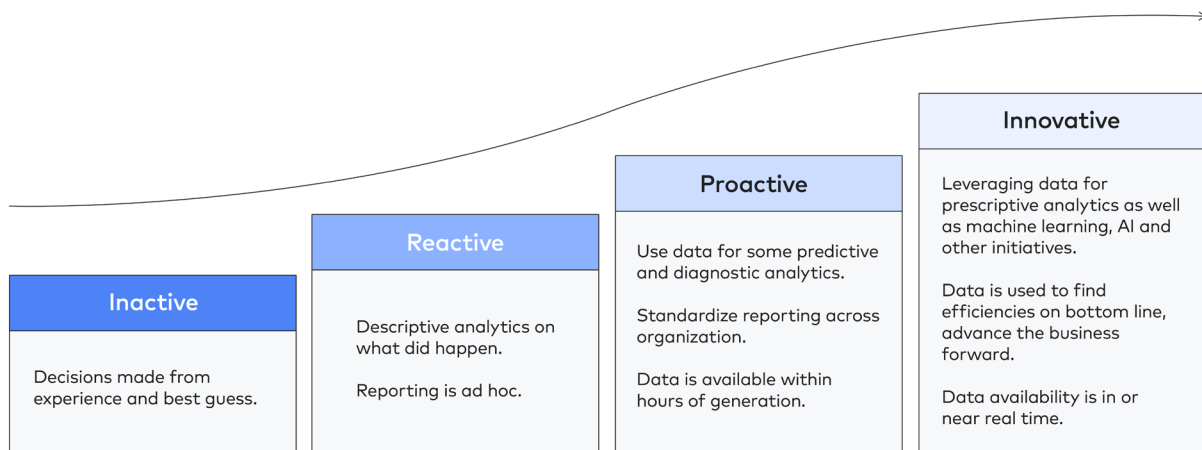 Inactive
Decisions made from
experience and best guess.
Reactive
Descriptive analytics on
what did happen.
Reporting is ad hoc.
Proactive
Use data for some predictive
and diagnostic analytics.
Standardize reporting across
organization.
Data is available within
hours of generation.
Innovative
Leveraging data for
prescriptive analytics as well
as machine learning, AI and
other initiatives.
Data is used to find
efficiencies on bottom line,
advance the business
forward.
Data availability is in or
near real time.